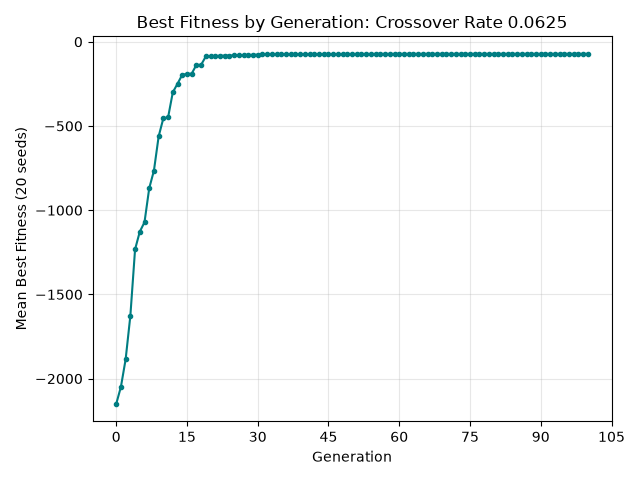 Best Fitness by Generation: Crossover Rate 0.0625
Mean Best Fitness (20 seeds)
0
−500
−1000
−1500
−2000
0 15 30 45 60 75 90 105
Generation